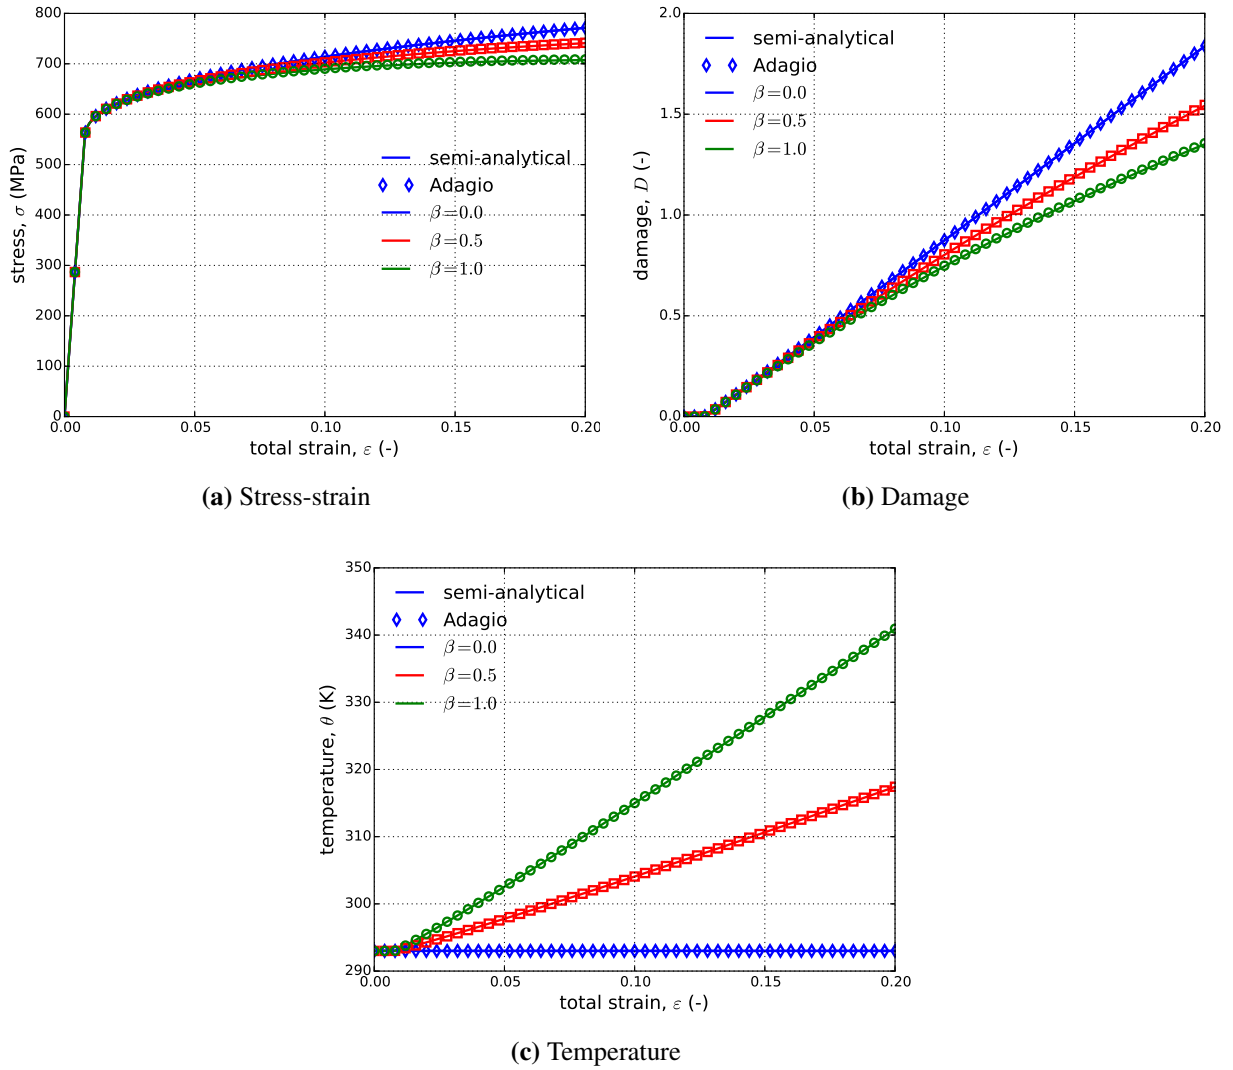 800
700
600
500
400
300
200
100
0
0.00 0.05 0.10 0.15 0.20
stress, σ (MPa)
total strain, ε (-)
semi-analytical
Adagio
β=0.0
β=0.5
β=1.0
(a) Stress-strain
2.0
1.5
1.0
0.5
0.0
0.00 0.05 0.10 0.15 0.20
damage, D (-)
total strain, ε (-)
semi-analytical
Adagio
β=0.0
β=0.5
β=1.0
(b) Damage
350
340
330
320
310
300
290
0.00 0.05 0.10 0.15 0.20
temperature, θ (K)
total strain, ε (-)
semi-analytical
Adagio
β=0.0
β=0.5
β=1.0
(c) Temperature